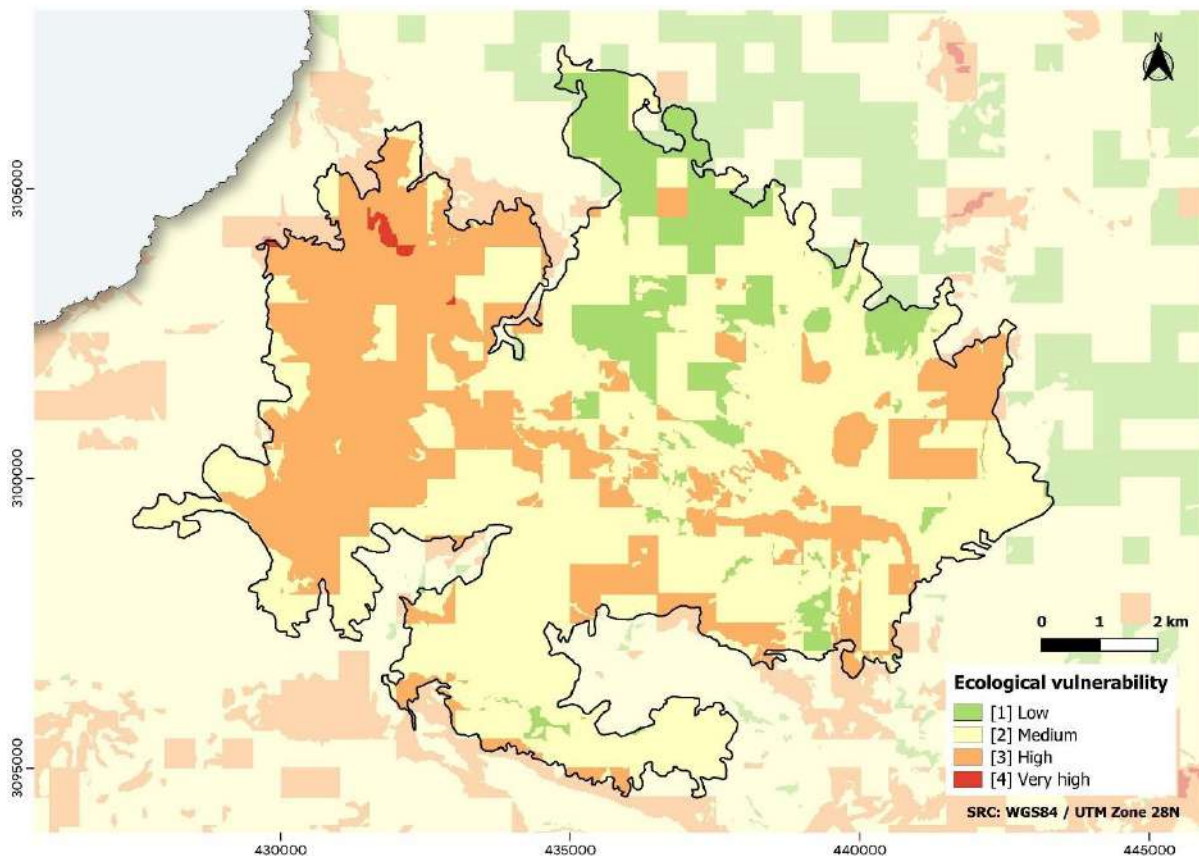 N
3105000
3100000
3095000
0 1 2 km
Ecological vulnerability
[1] Low
[2] Medium
[3] High
[4] Very high
SRC: WGS84 / UTM Zone 28N
430000 435000 440000 445000